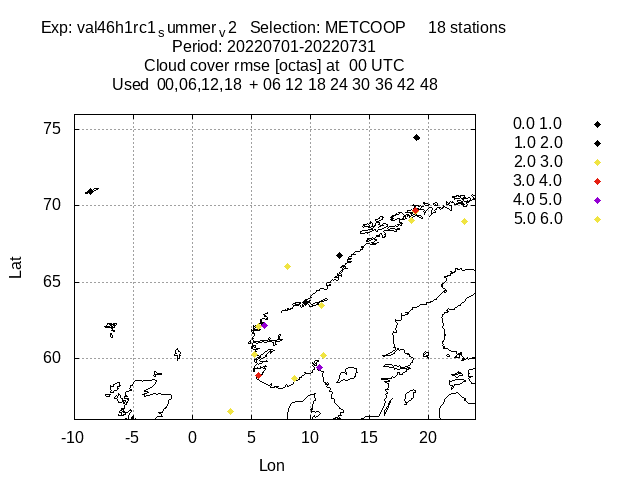 Exp: val46h1rc1summerv2 Selection: METCOOP 18 stations
Period: 20220701-20220731
Cloud cover rmse [octas] at 00 UTC
Used 00,06,12,18 + 06 12 18 24 30 36 42 48
0.0 1.0
1.0 2.0
2.0 3.0
3.0 4.0
4.0 5.0
5.0 6.0
75
70
65
60
Lat
-10 -5 0 5 10 15 20
Lon